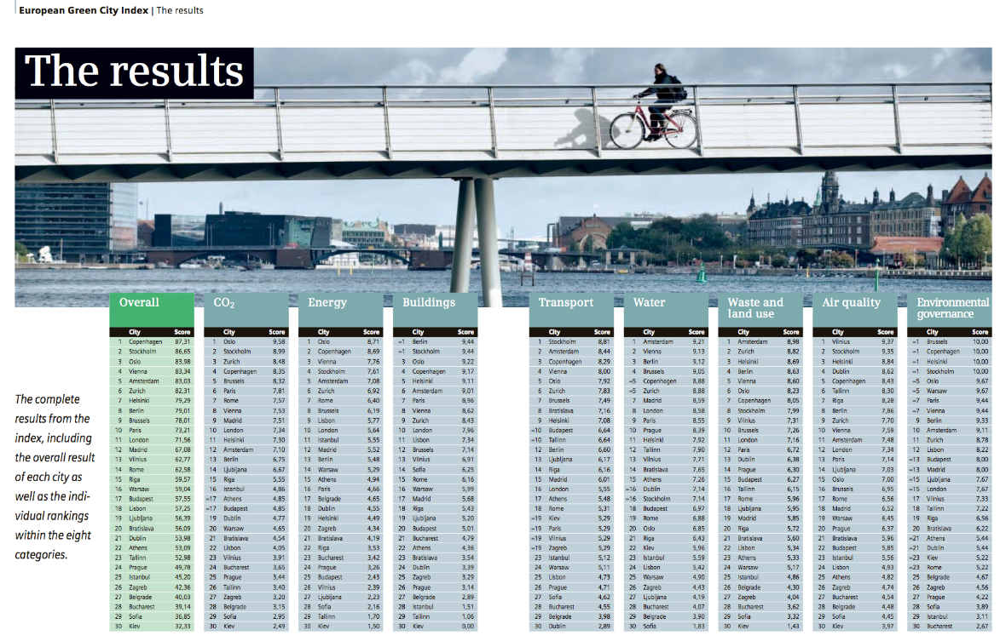 European Green City Index | The results
The results
The complete
results from the
index, including
the overall result
of each city as
well as the indi-
vidual rankings
within the eight
categories.
Overall
City Score
1 Copenhagen 87,31
2 Stockholm 86,65
3 Oslo 83,98
4 Vienna 83,34
5 Amsterdam 83,03
6 Zurich 82,31
7 Helsinki 79,29
8 Berlin 79,01
9 Brussels 78,01
10 Paris 73,21
11 London 71,56
12 Madrid 67,08
13 Vilnius 62,77
14 Rome 62,58
15 Riga 59,57
16 Warsaw 59,04
17 Budapest 57,55
18 Lisbon 57,25
19 Ljubljana 56,39
20 Bratislava 56,09
21 Dublin 53,98
22 Athens 53,09
23 Tallinn 52,98
24 Prague 49,78
25 Istanbul 45,20
26 Zagreb 42,36
27 Belgrade 40,03
28 Bucharest 39,14
29 Sofia 36,85
30 Kiev 32,33
CO2
City Score
1 Oslo 9,58
2 Stockholm 8,99
3 Zurich 8,48
4 Copenhagen 8,35
5 Brussels 8,32
6 Paris 7,81
7 Rome 7,57
8 Vienna 7,53
9 Madrid 7,51
10 London 7,34
11 Helsinki 7,30
12 Amsterdam 7,10
13 Berlin 6,75
14 Ljubljana 6,67
15 Riga 5,55
16 Istanbul 4,86
=17 Athens 4,85
=17 Budapest 4,85
19 Dublin 4,77
20 Warsaw 4,65
21 Bratislava 4,54
22 Lisbon 4,05
23 Vilnius 3,91
24 Bucharest 3,65
25 Prague 3,44
26 Tallinn 3,40
27 Zagreb 3,20
28 Belgrade 3,15
29 Sofia 2,95
30 Kiev 2,49
Energy
City Score
1 Oslo 8,71
2 Copenhagen 8,69
3 Vienna 7,76
4 Stockholm 7,61
5 Amsterdam 7,08
6 Zurich 6,92
7 Rome 6,40
8 Brussels 6,19
9 Lisbon 5,77
10 London 5,64
11 Istanbul 5,55
12 Madrid 5,52
13 Berlin 5,48
14 Warsaw 5,29
15 Athens 4,94
16 Paris 4,66
17 Belgrade 4,65
18 Dublin 4,55
19 Helsinki 4,49
20 Zagreb 4,34
21 Bratislava 4,19
22 Riga 3,53
23 Bucharest 3,42
24 Prague 3,26
25 Budapest 2,43
26 Vilnius 2,39
27 Ljubljana 2,23
28 Sofia 2,16
29 Tallinn 1,70
30 Kiev 1,50
Buildings
City Score
=1 Berlin 9,44
=1 Stockholm 9,44
3 Oslo 9,22
4 Copenhagen 9,17
5 Helsinki 9,11
6 Amsterdam 9,01
7 Paris 8,96
8 Vienna 8,62
9 Zurich 8,43
10 London 7,96
11 Lisbon 7,34
12 Brussels 7,14
13 Vilnius 6,91
14 Sofia 6,25
15 Rome 6,16
16 Warsaw 5,99
17 Madrid 5,68
18 Riga 5,43
19 Ljubljana 5,20
20 Budapest 5,01
21 Bucharest 4,79
22 Athens 4,36
23 Bratislava 3,54
24 Dublin 3,39
25 Zagreb 3,29
26 Prague 3,14
27 Belgrade 2,89
28 Istanbul 1,51
29 Tallinn 1,06
30 Kiev 0,00
Transport
City Score
1 Stockholm 8,81
2 Amsterdam 8,44
3 Copenhagen 8,29
4 Vienna 8,00
5 Oslo 7,92
6 Zurich 7,83
7 Brussels 7,49
8 Bratislava 7,16
9 Helsinki 7,08
=10 Budapest 6,64
=10 Tallinn 6,64
12 Berlin 6,60
13 Ljubljana 6,17
14 Riga 6,16
15 Madrid 6,01
16 London 5,55
17 Athens 5,48
18 Rome 5,31
=19 Kiev 5,29
=19 Paris 5,29
=19 Vilnius 5,29
=19 Zagreb 5,29
23 Istanbul 5,12
24 Warsaw 5,11
25 Lisbon 4,73
26 Prague 4,71
27 Sofia 4,62
28 Bucharest 4,55
29 Belgrade 3,98
30 Dublin 2,89
Water
City Score
1 Amsterdam 9,21
2 Vienna 9,13
3 Berlin 9,12
4 Brussels 9,05
=5 Copenhagen 8,88
=5 Zurich 8,88
7 Madrid 8,59
8 London 8,58
9 Paris 8,55
10 Prague 8,39
11 Helsinki 7,92
12 Tallinn 7,90
13 Vilnius 7,71
14 Bratislava 7,65
15 Athens 7,26
=16 Dublin 7,14
=16 Stockholm 7,14
18 Budapest 6,97
19 Rome 6,88
20 Oslo 6,85
21 Riga 6,43
22 Kiev 5,96
23 Istanbul 5,59
24 Lisbon 5,42
25 Warsaw 4,90
26 Zagreb 4,43
27 Ljubljana 4,19
28 Bucharest 4,07
29 Belgrade 3,90
30 Sofia 1,83
Waste and
land use
City Score
1 Amsterdam 8,98
2 Zurich 8,82
3 Helsinki 8,69
4 Berlin 8,63
5 Vienna 8,60
6 Oslo 8,23
7 Copenhagen 8,05
8 Stockholm 7,99
9 Vilnius 7,31
10 Brussels 7,26
11 London 7,16
12 Paris 6,72
13 Dublin 6,38
14 Prague 6,30
15 Budapest 6,27
16 Tallinn 6,15
17 Rome 5,96
18 Ljubljana 5,95
19 Madrid 5,85
20 Riga 5,72
21 Bratislava 5,60
22 Lisbon 5,34
23 Athens 5,33
24 Warsaw 5,17
25 Istanbul 4,86
26 Belgrade 4,30
27 Zagreb 4,04
28 Bucharest 3,62
29 Sofia 3,32
30 Kiev 1,43
Air quality
City Score
1 Vilnius 9,37
2 Stockholm 9,35
3 Helsinki 8,84
4 Dublin 8,62
5 Copenhagen 8,43
6 Tallinn 8,30
7 Riga 8,28
8 Berlin 7,86
9 Zurich 7,70
10 Vienna 7,59
11 Amsterdam 7,48
12 London 7,34
13 Paris 7,14
14 Ljubljana 7,03
15 Oslo 7,00
16 Brussels 6,95
17 Rome 6,56
18 Madrid 6,52
19 Warsaw 6,45
20 Prague 6,37
21 Bratislava 5,96
22 Budapest 5,85
23 Istanbul 5,56
24 Lisbon 4,93
25 Athens 4,82
26 Zagreb 4,74
27 Bucharest 4,54
28 Belgrade 4,48
29 Sofia 4,45
30 Kiev 3,97
Environmental
governance
City Score
=1 Brussels 10,00
=1 Copenhagen 10,00
=1 Helsinki 10,00
=1 Stockholm 10,00
=5 Oslo 9,67
=5 Warsaw 9,67
=7 Paris 9,44
=7 Vienna 9,44
9 Berlin 9,33
10 Amsterdam 9,11
11 Zurich 8,78
12 Lisbon 8,22
=13 Budapest 8,00
=13 Madrid 8,00
=15 Ljubljana 7,67
=15 London 7,67
17 Vilnius 7,33
18 Tallinn 7,22
19 Riga 6,56
20 Bratislava 6,22
=21 Athens 5,44
=21 Dublin 5,44
=23 Kiev 5,22
=23 Rome 5,22
25 Belgrade 4,67
26 Zagreb 4,56
27 Prague 4,22
28 Sofia 3,89
29 Istanbul 3,11
30 Bucharest 2,67